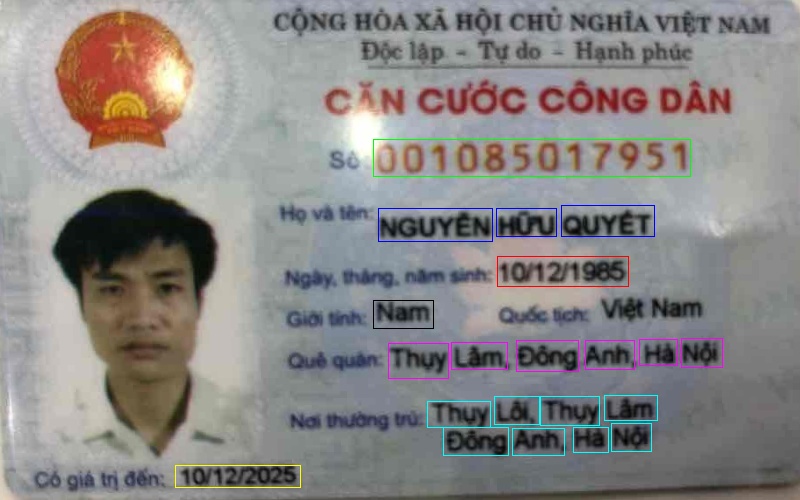 CỘNG HÒA XÃ HỘI CHỦ NGHĨA VIỆT NAM
Độc lập - Tự do - Hạnh phúc
CĂN CƯỚC CÔNG DÂN
Số 001085017951
Họ và tên: NGUYỄN HỮU QUYẾT
Ngày, tháng, năm sinh: 10/12/1985
Giới tính: Nam Quốc tịch: Việt Nam
Quê quán: Thụy Lâm, Đông Anh, Hà Nội
Nơi thường trú: Thụy Lôi, Thụy Lâm
Đông Anh, Hà Nội
Có giá trị đến: 10/12/2025